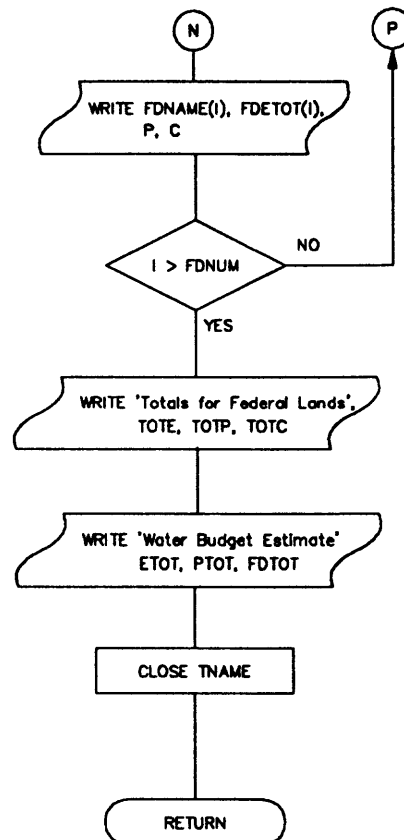 N
P
WRITE FDNAME(I), FDETOT(I),
P, C
I > FDNUM
NO
YES
WRITE 'Totals for Federal Lands',
TOTE, TOTP, TOTC
WRITE 'Water Budget Estimate'
ETOT, PTOT, FDTOT
CLOSE TNAME
RETURN